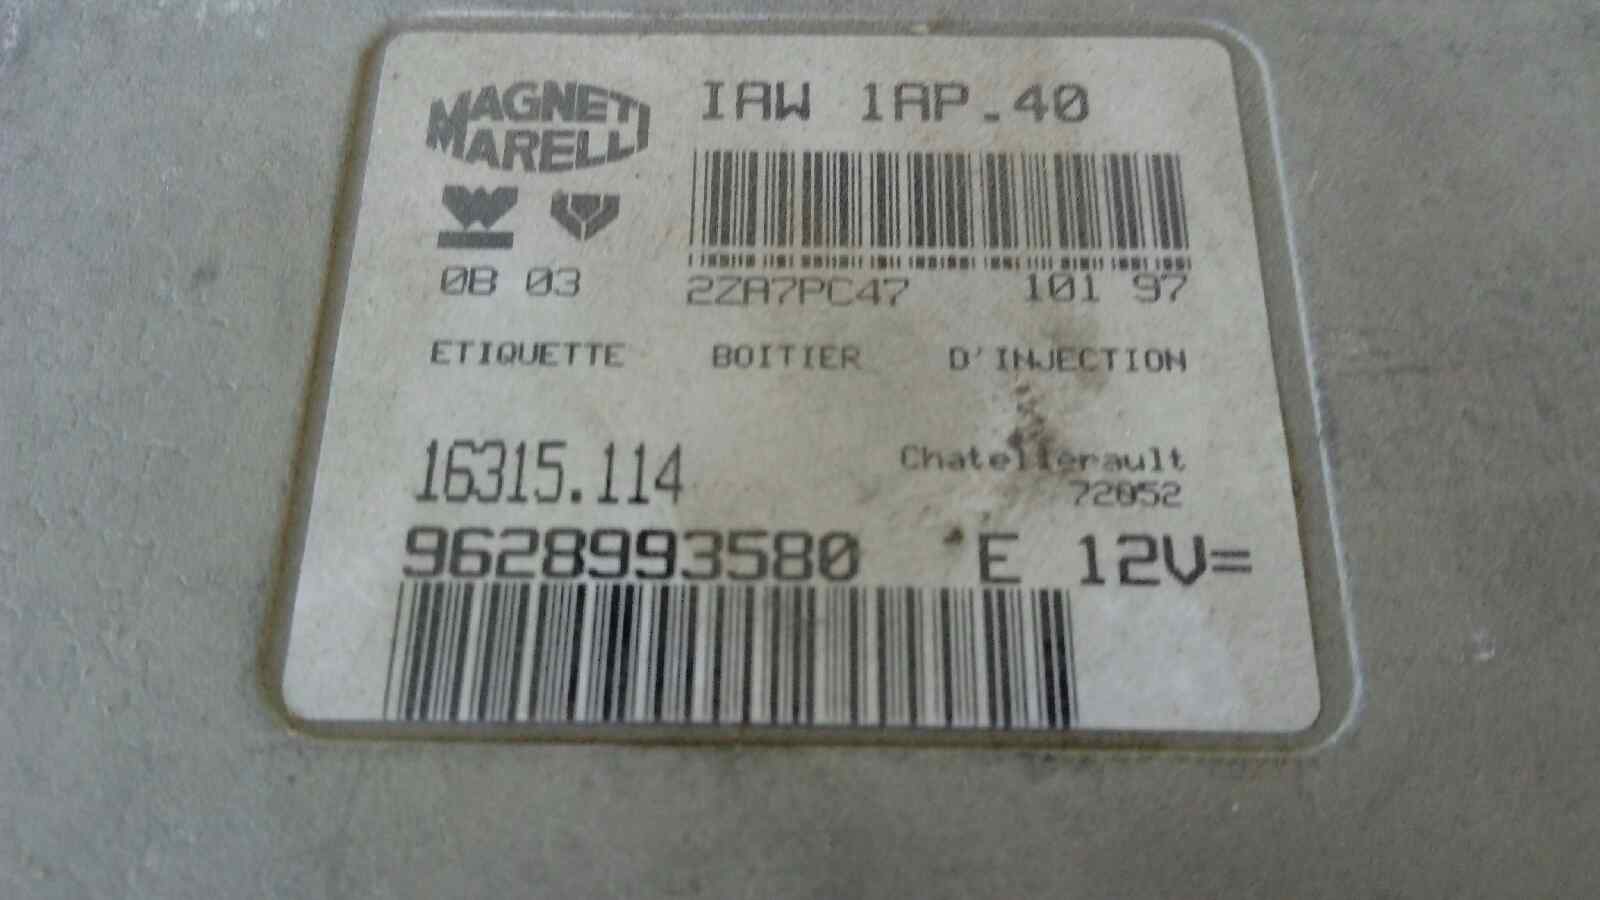 MAGNETI MARELLI
IAW 1AP.40
0B 03
2ZA7PC47 101 97
ETIQUETTE BOITIER D'INJECTION
16315.114
Chatellerault
72052
9628993580 E 12V=